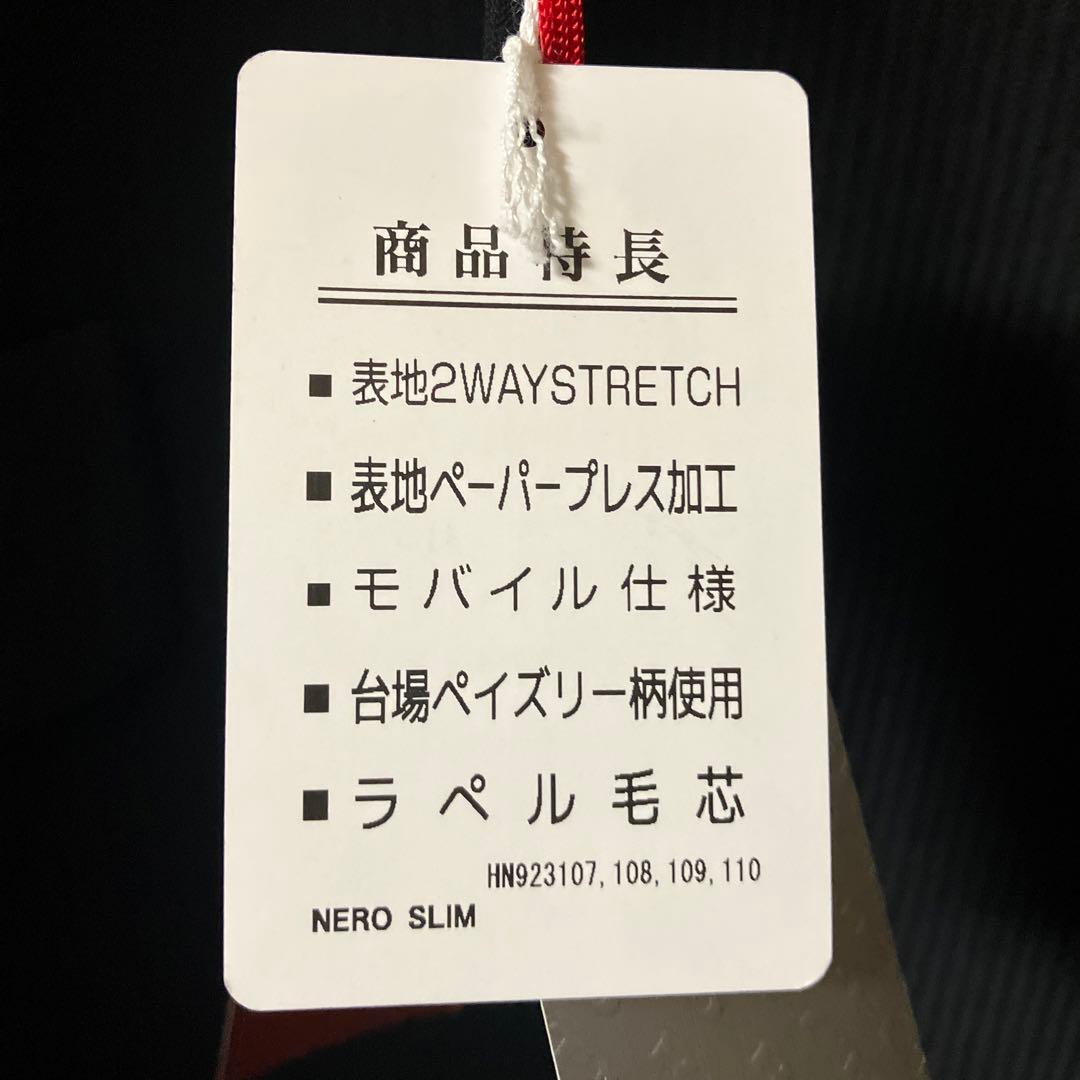 商品特長
■ 表地2WAYSTRETCH
■ 表地ペーパープレス加工
■ モバイル仕様
■ 台場ペイズリー柄使用
■ ラペル毛芯
HN923107,108,109,110
NERO SLIM